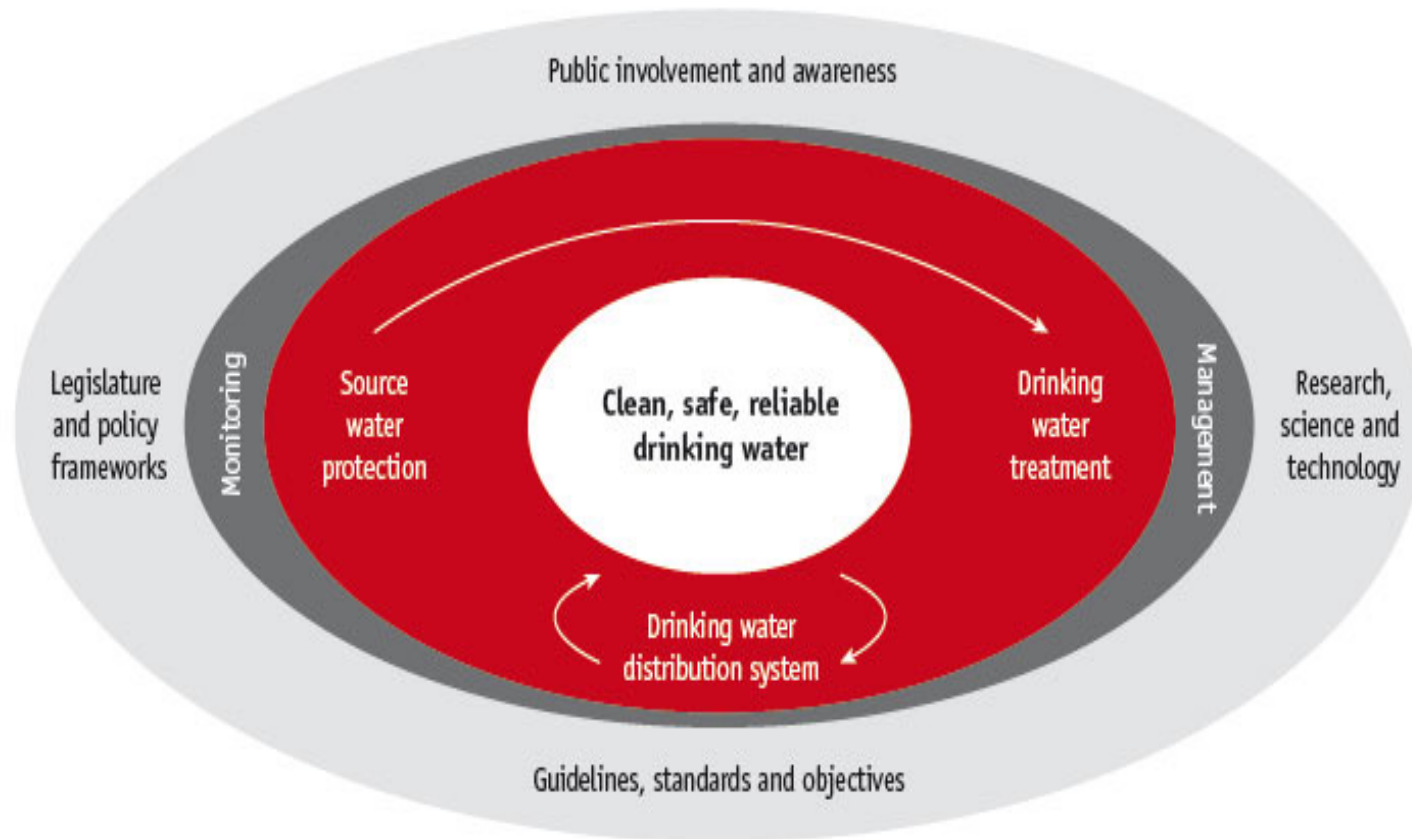 Public involvement and awareness
Legislature
and policy
frameworks
Monitoring
Source
water
protection
Clean, safe, reliable
drinking water
Drinking
water
treatment
Management
Research,
science and
technology
Drinking water
distribution system
Guidelines, standards and objectives